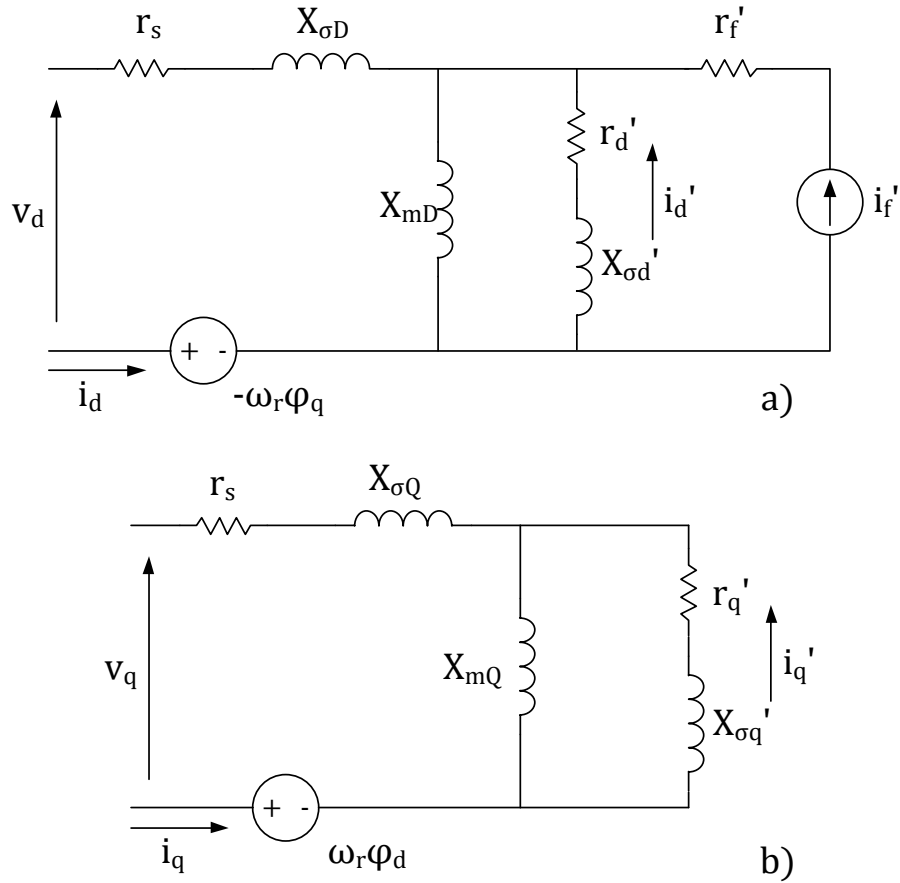 r_s X_σD r_f'
v_d X_mD r_d' i_d' X_σd' i_f'
+ -
i_d -ω_rφ_q a)
r_s X_σQ
v_q X_mQ r_q' i_q' X_σq'
+ -
i_q ω_rφ_d b)